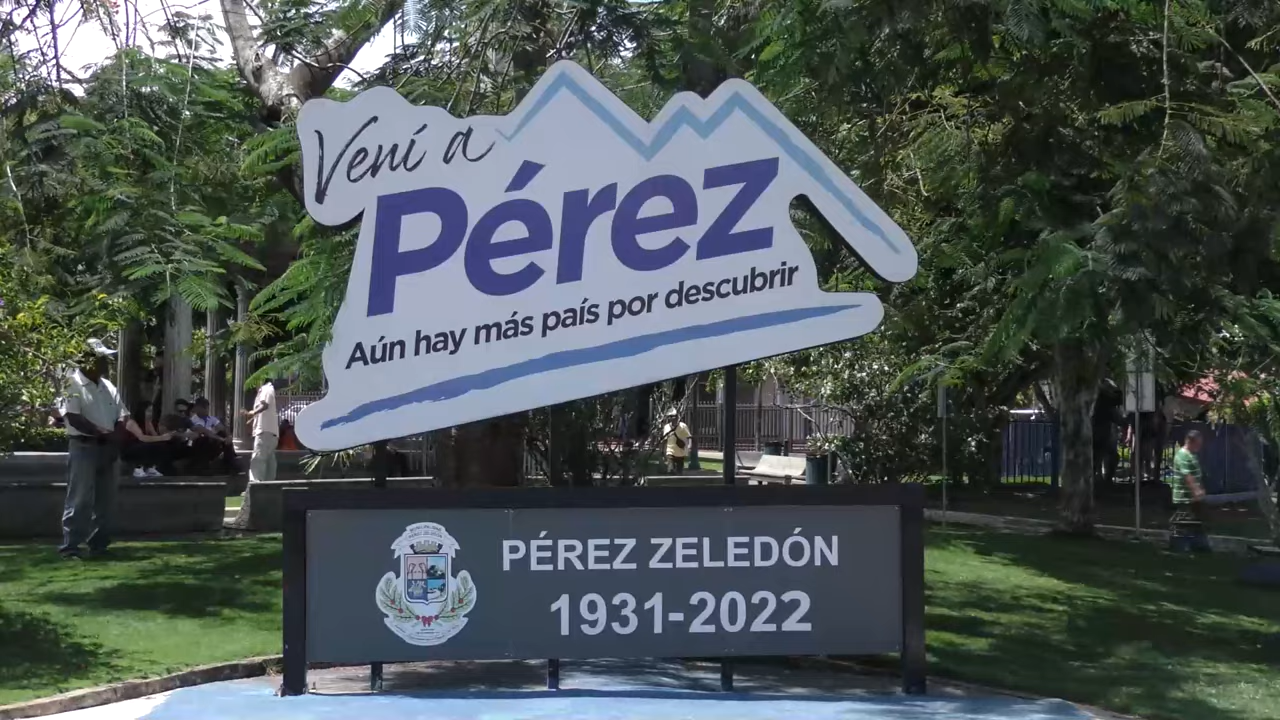 Vení a
Pérez
Aún hay más país por descubrir
PÉREZ ZELEDÓN
1931-2022